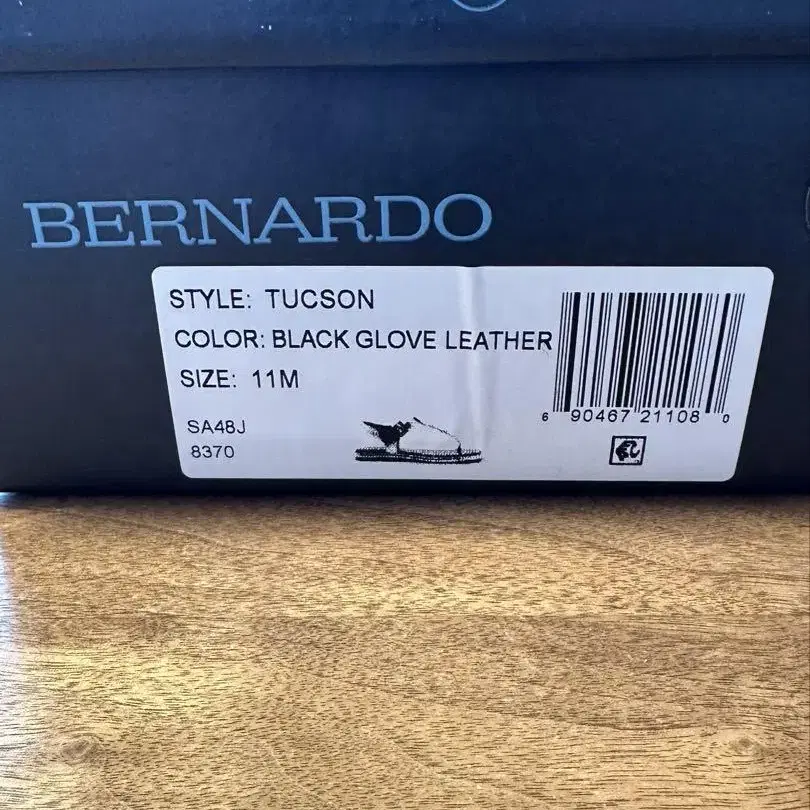 BERNARDO
STYLE: TUCSON
COLOR: BLACK GLOVE LEATHER
SIZE: 11M
SA48J
8370
6 90467 21108 0